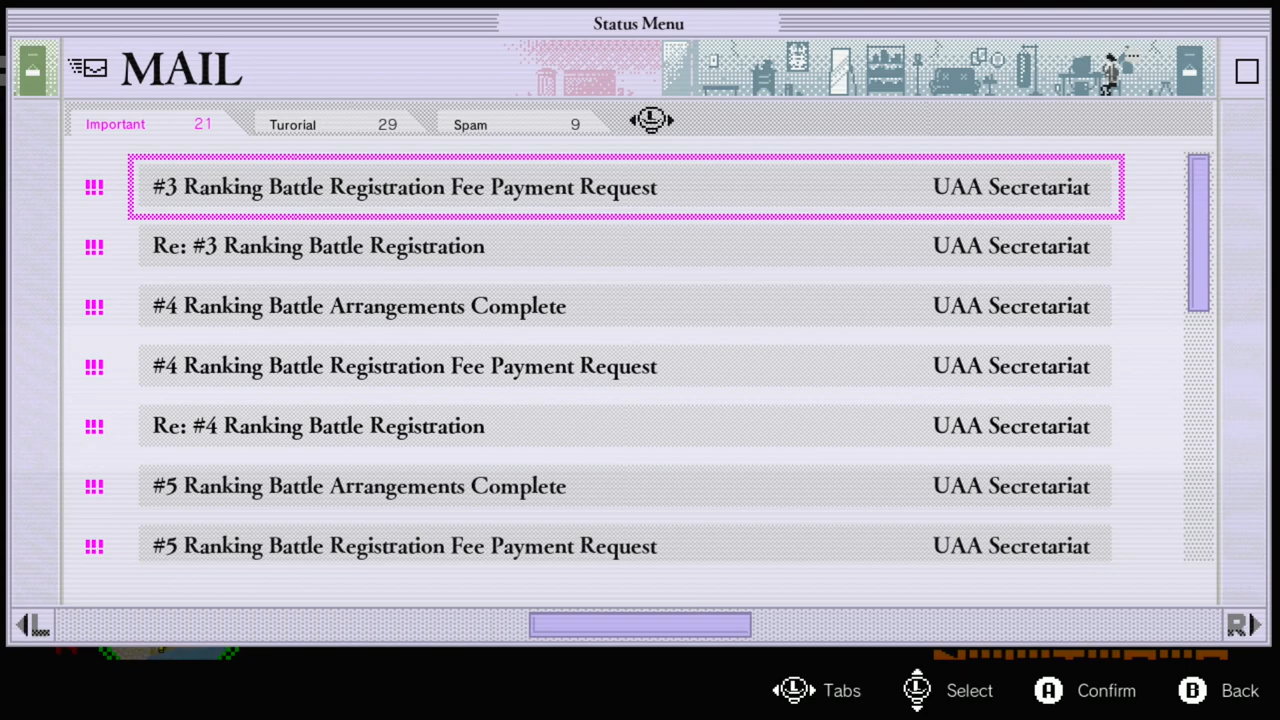 Status Menu
MAIL
Important 21 Turorial 29 Spam 9 L
!!! #3 Ranking Battle Registration Fee Payment Request UAA Secretariat
!!! Re: #3 Ranking Battle Registration UAA Secretariat
!!! #4 Ranking Battle Arrangements Complete UAA Secretariat
!!! #4 Ranking Battle Registration Fee Payment Request UAA Secretariat
!!! Re: #4 Ranking Battle Registration UAA Secretariat
!!! #5 Ranking Battle Arrangements Complete UAA Secretariat
!!! #5 Ranking Battle Registration Fee Payment Request UAA Secretariat
L R
L Tabs L Select A Confirm B Back